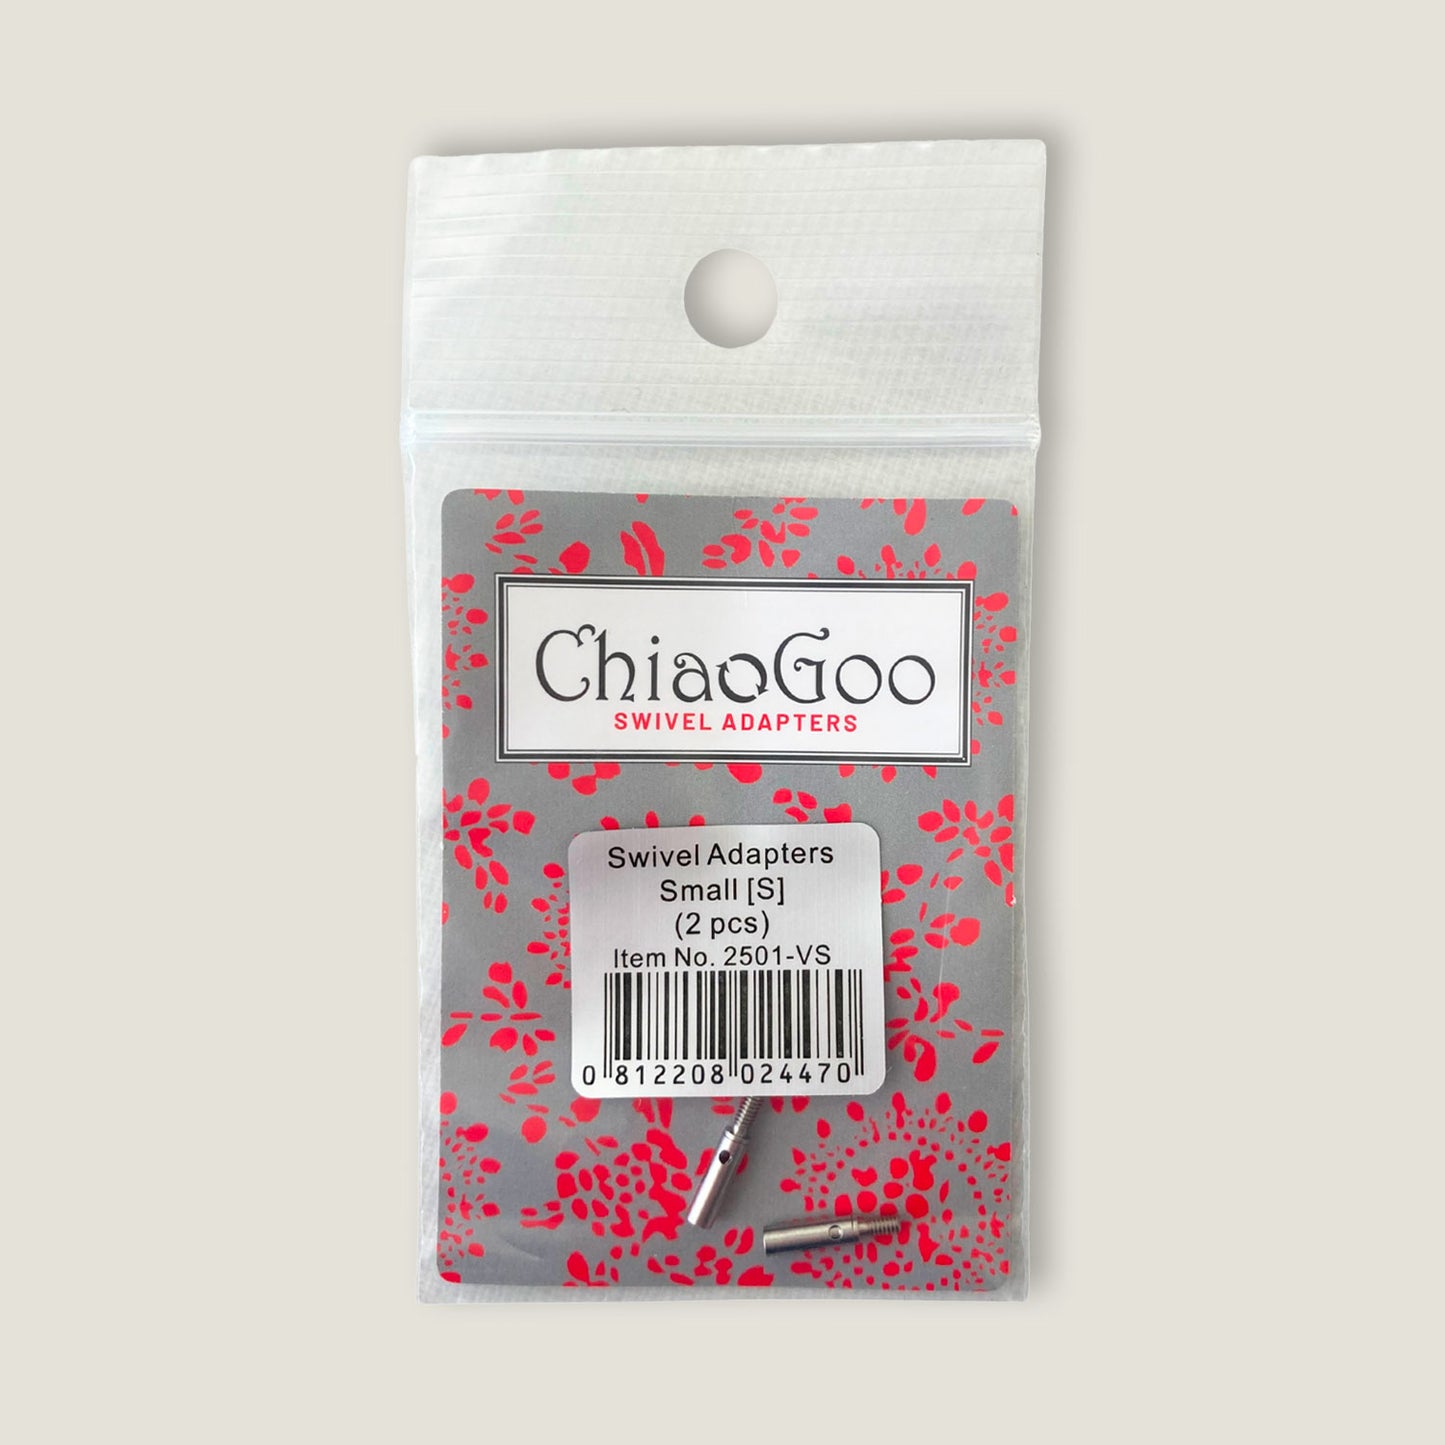 ChiaoGoo
SWIVEL ADAPTERS
Swivel Adapters
Small [S]
(2 pcs)
Item No. 2501-VS
0 812208 024470